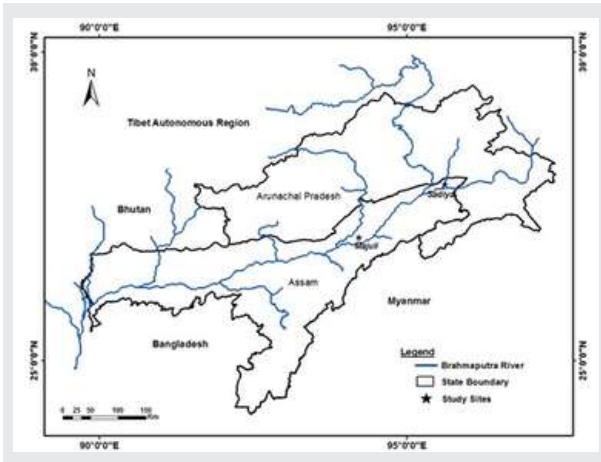 90°0'0"E 95°0'0"E
30°0'0"N 30°0'0"N
N
Tibet Autonomous Region
Arunachal Pradesh
Sadiya
Bhutan
Majuli
Assam
Myanmar
Bangladesh
Legend
Brahmaputra River
State Boundary
Study Sites
25°0'0"N 25°0'0"N
0 25 50 100 150
Km
90°0'0"E 95°0'0"E